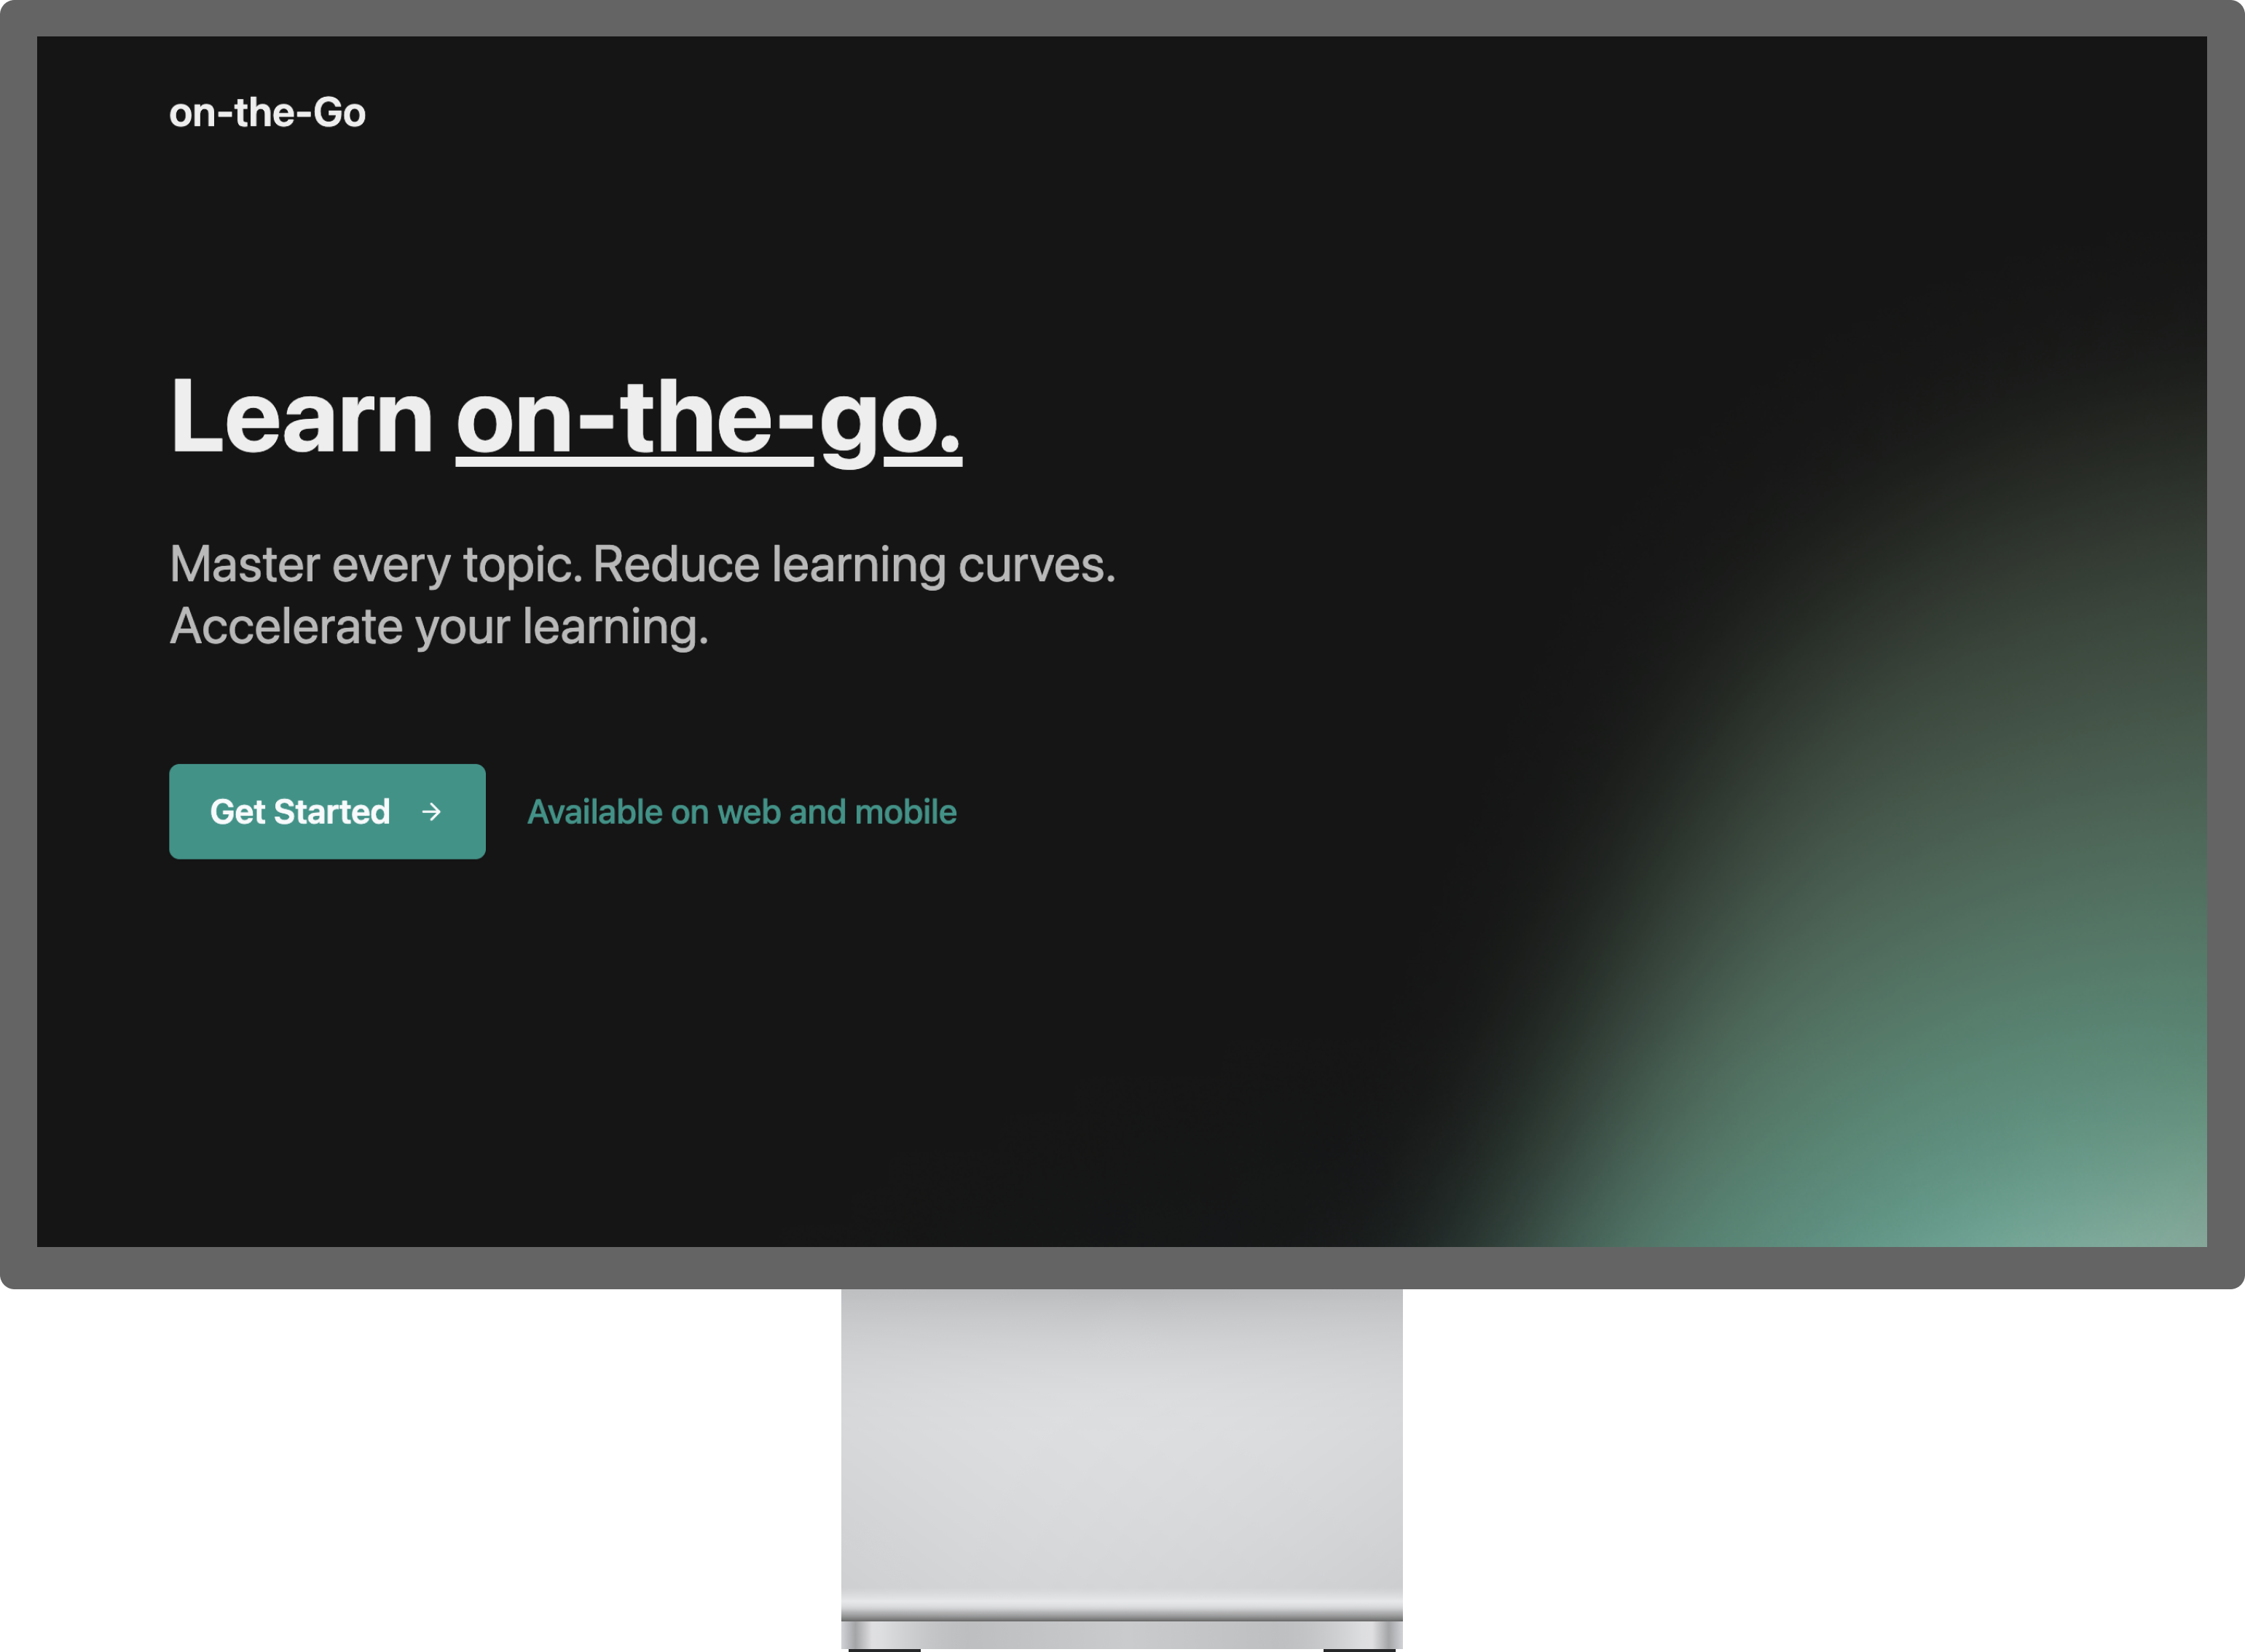 on-the-Go
Learn on-the-go.
Master every topic. Reduce learning curves.
Accelerate your learning.
Get Started →
Available on web and mobile